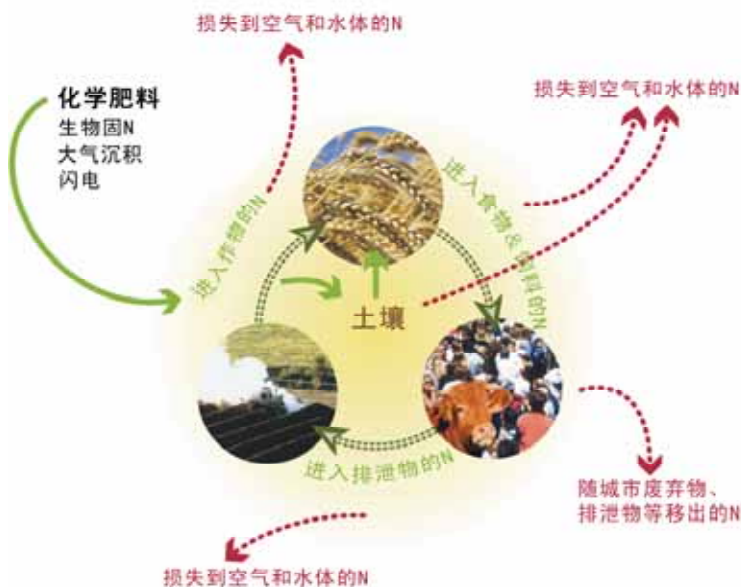 损失到空气和水体的N
损失到空气和水体的N
化学肥料
生物固N
大气沉积
闪电
进入作物的N
进入食物&饲料的N
土壤
进入排泄物的N
随城市废弃物、
排泄物等移出的N
损失到空气和水体的N